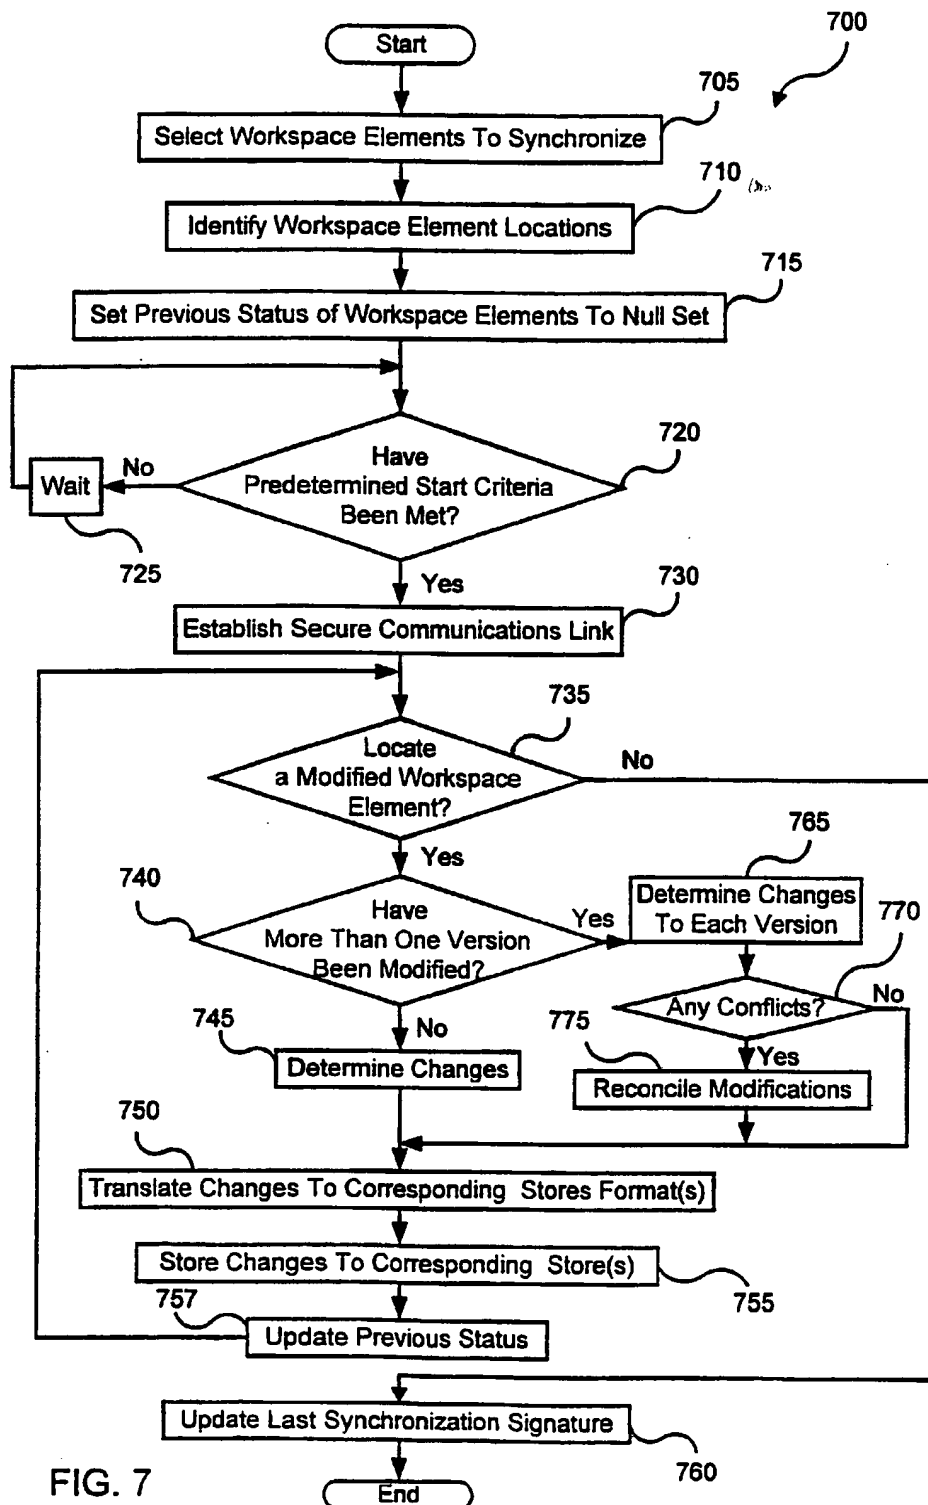 700
Start
705
Select Workspace Elements To Synchronize
710
Identify Workspace Element Locations
715
Set Previous Status of Workspace Elements To Null Set
720
Have
Predetermined Start Criteria
Been Met?
No
Wait
725
Yes
730
Establish Secure Communications Link
735
Locate
a Modified Workspace
Element?
No
Yes
740
Have
More Than One Version
Been Modified?
Yes
765
Determine Changes
To Each Version
770
Any Conflicts?
No
Yes
775
Reconcile Modifications
No
745
Determine Changes
750
Translate Changes To Corresponding Stores Format(s)
Store Changes To Corresponding Store(s)
755
757
Update Previous Status
Update Last Synchronization Signature
760
End
FIG. 7